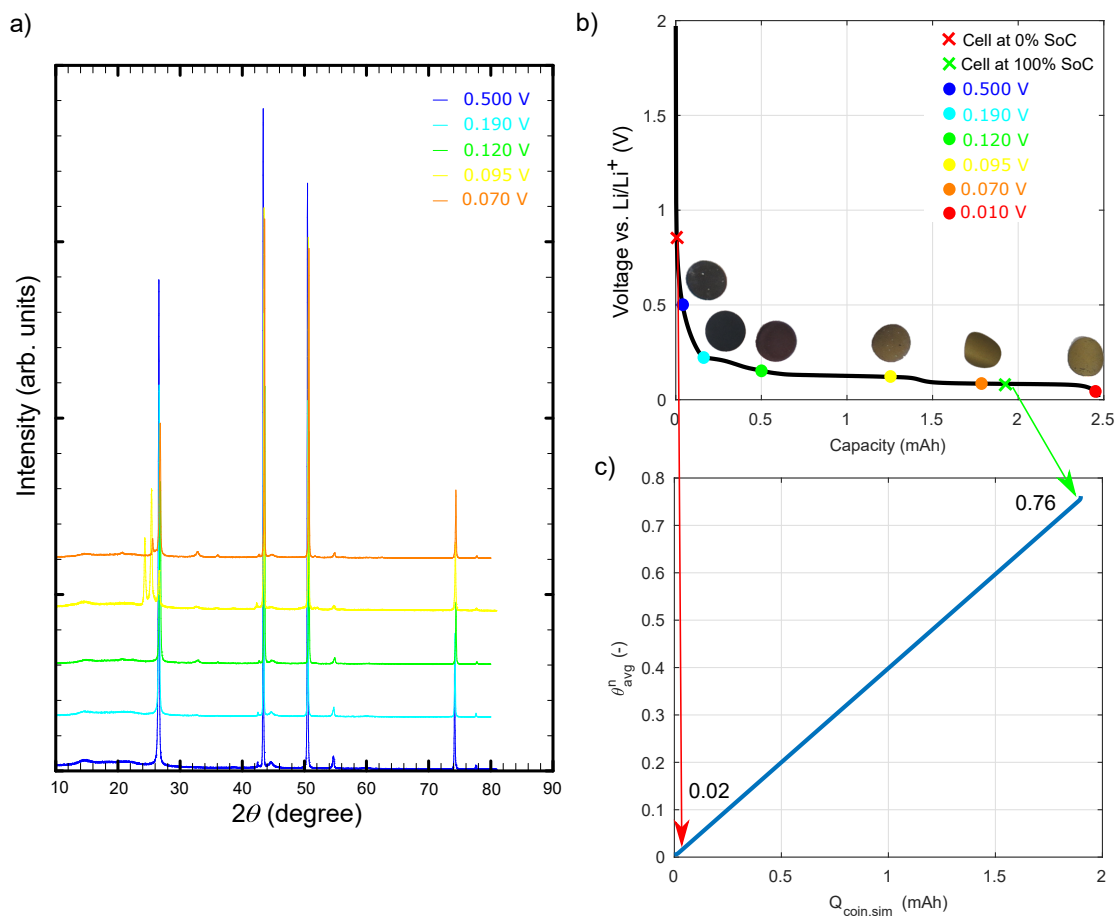 a)
0.500 V
0.190 V
0.120 V
0.095 V
0.070 V
Intensity (arb. units)
10 20 30 40 50 60 70 80 90
2θ (degree)
b)
2
1.5
1
0.5
0
Voltage vs. Li/Li+ (V)
Cell at 0% SoC
Cell at 100% SoC
0.500 V
0.190 V
0.120 V
0.095 V
0.070 V
0.010 V
0 0.5 1 1.5 2 2.5
Capacity (mAh)
c)
0.8
0.7
0.6
0.5
0.4
0.3
0.2
0.1
0
θnavg (-)
0.76
0.02
0 0.5 1 1.5 2
Qcoin,sim (mAh)